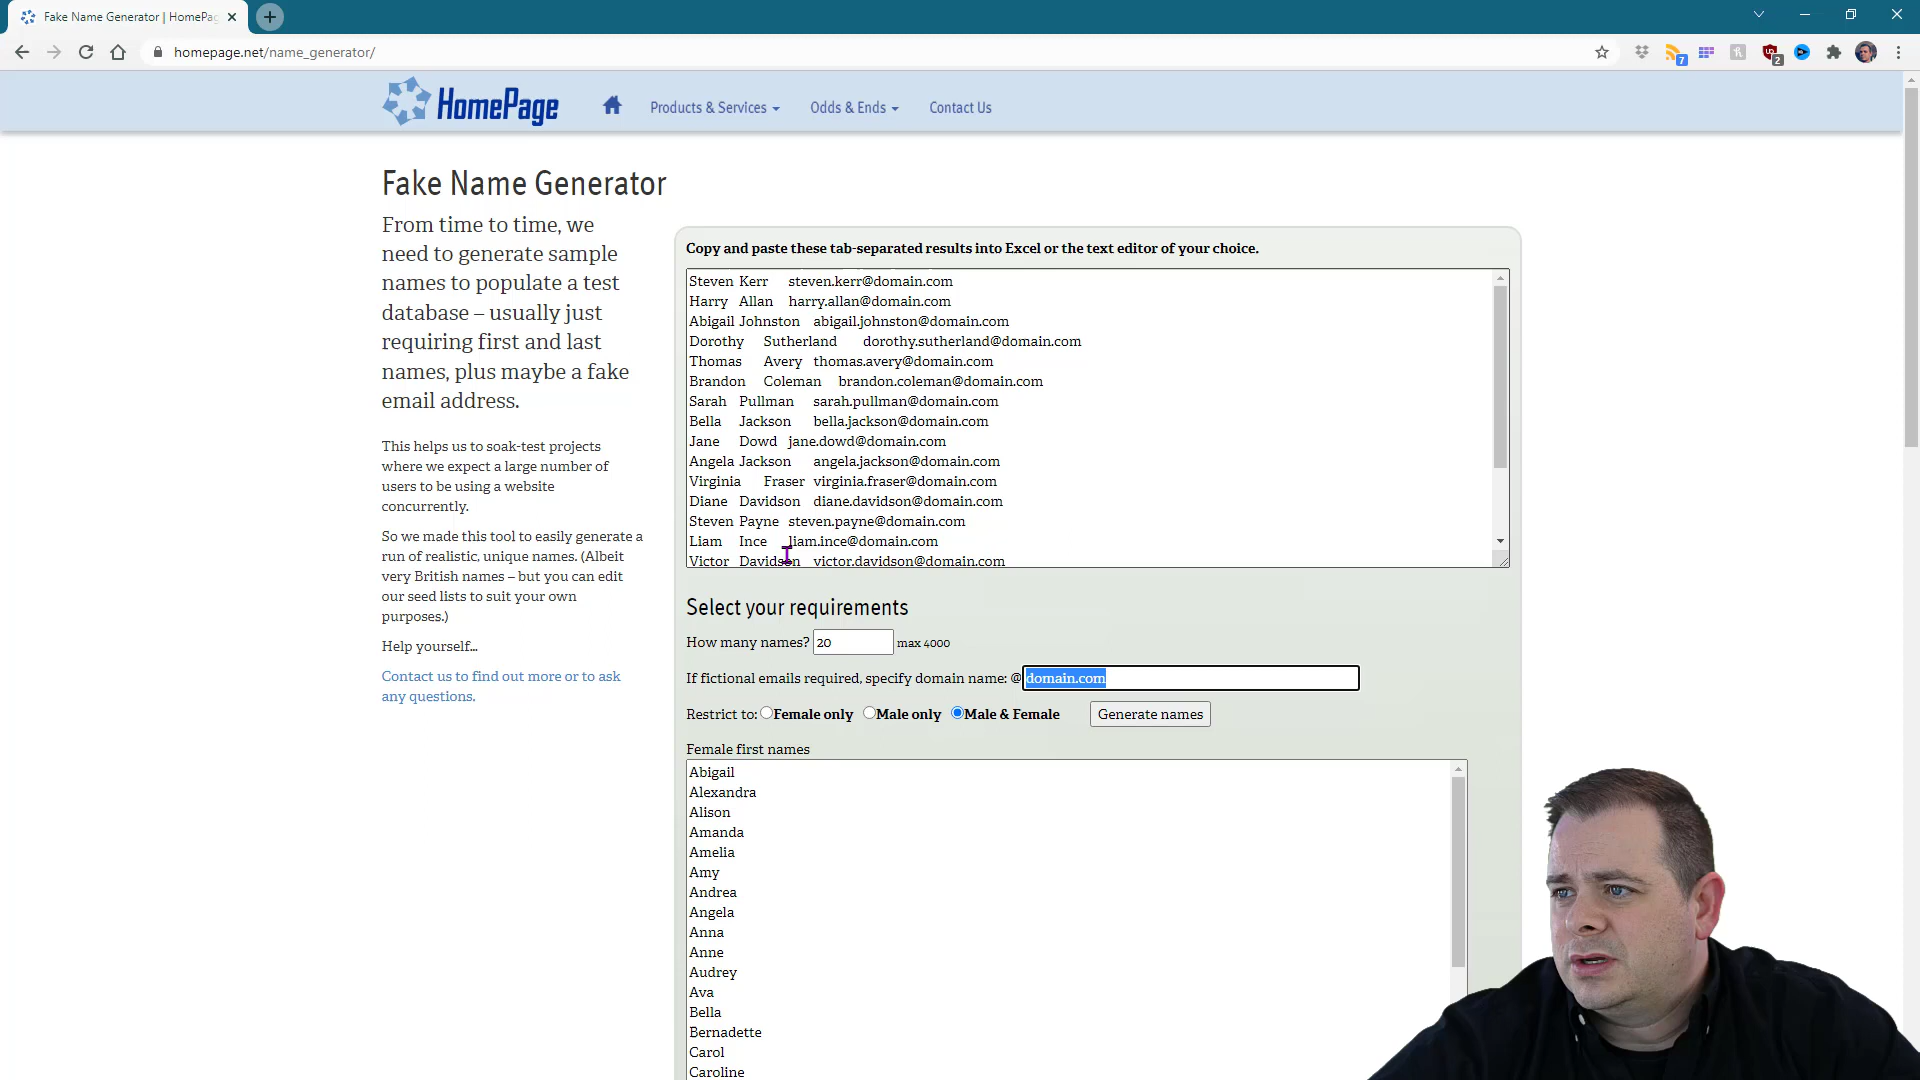 Fake Name Generator | HomePag
homepage.net/name_generator/
7
2
HomePage
Products & Services
Odds & Ends
Contact Us
Fake Name Generator
From time to time, we
need to generate sample
names to populate a test
database – usually just
requiring first and last
names, plus maybe a fake
email address.
This helps us to soak-test projects
where we expect a large number of
users to be using a website
concurrently.
So we made this tool to easily generate a
run of realistic, unique names. (Albeit
very British names – but you can edit
our seed lists to suit your own
purposes.)
Help yourself...
Contact us to find out more or to ask
any questions.
Copy and paste these tab-separated results into Excel or the text editor of your choice.
Steven Kerr steven.kerr@domain.com
Harry Allan harry.allan@domain.com
Abigail Johnston abigail.johnston@domain.com
Dorothy Sutherland dorothy.sutherland@domain.com
Thomas Avery thomas.avery@domain.com
Brandon Coleman brandon.coleman@domain.com
Sarah Pullman sarah.pullman@domain.com
Bella Jackson bella.jackson@domain.com
Jane Dowd jane.dowd@domain.com
Angela Jackson angela.jackson@domain.com
Virginia Fraser virginia.fraser@domain.com
Diane Davidson diane.davidson@domain.com
Steven Payne steven.payne@domain.com
Liam Ince liam.ince@domain.com
Victor Davidson victor.davidson@domain.com
Select your requirements
How many names? 20 max 4000
If fictional emails required, specify domain name: @ domain.com
Restrict to: Female only Male only Male & Female Generate names
Female first names
Abigail
Alexandra
Alison
Amanda
Amelia
Amy
Andrea
Angela
Anna
Anne
Audrey
Ava
Bella
Bernadette
Carol
Caroline